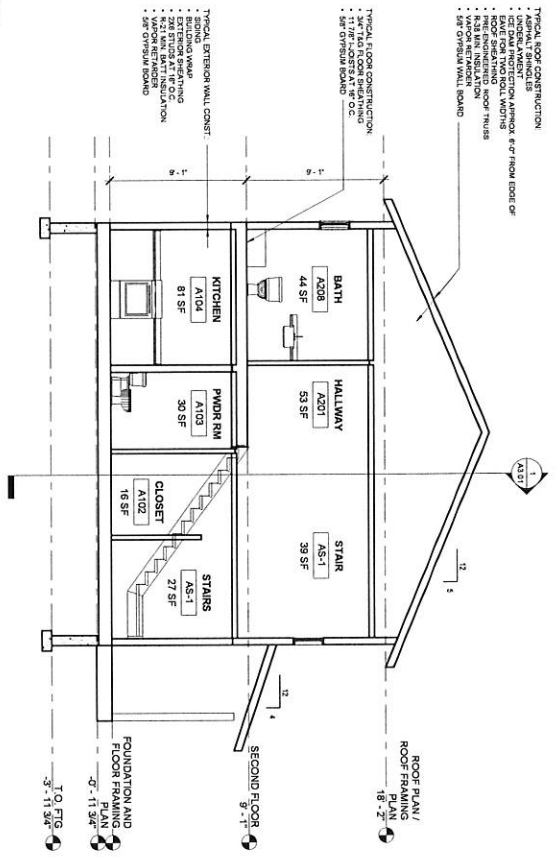 TYPICAL ROOF CONSTRUCTION:
• ASPHALT SHINGLES
• UNDERLAYMENT
• ICE DAM PROTECTION APPROX. 6'-0" FROM EDGE OF
EAVE FOR TWO ROLL WIDTHS
• ROOF SHEATHING
• PRE-ENGINEERED ROOF TRUSS
• R-38 MIN. INSULATION
• VAPOR RETARDER
• 5/8" GYPSUM WALL BOARD
TYPICAL FLOOR CONSTRUCTION:
• 3/4" T&G FLOOR SHEATHING
• 11 7/8" I-JOISTS AT 16" O.C.
• 5/8" GYPSUM BOARD
TYPICAL EXTERIOR WALL CONST.
• SIDING
• BUILDING WRAP
• EXTERIOR SHEATHING
• 2X6 STUDS AT 16" O.C.
• R-21 MIN. BATT INSULATION
• VAPOR RETARDER
• 5/8" GYPSUM BOARD
9' - 1"
9' - 1"
1
A3.01
12
5
12
4
BATH
A208
44 SF
HALLWAY
A201
53 SF
STAIR
AS-1
39 SF
KITCHEN
A104
81 SF
PWDR RM
A103
30 SF
CLOSET
A102
16 SF
STAIRS
AS-1
27 SF
ROOF PLAN /
ROOF FRAMING
PLAN
18' - 2"
SECOND FLOOR
9' - 1"
FOUNDATION AND
FLOOR FRAMING
PLAN
-0' - 11 3/4"
T.O. FTG
-3' - 11 3/4"